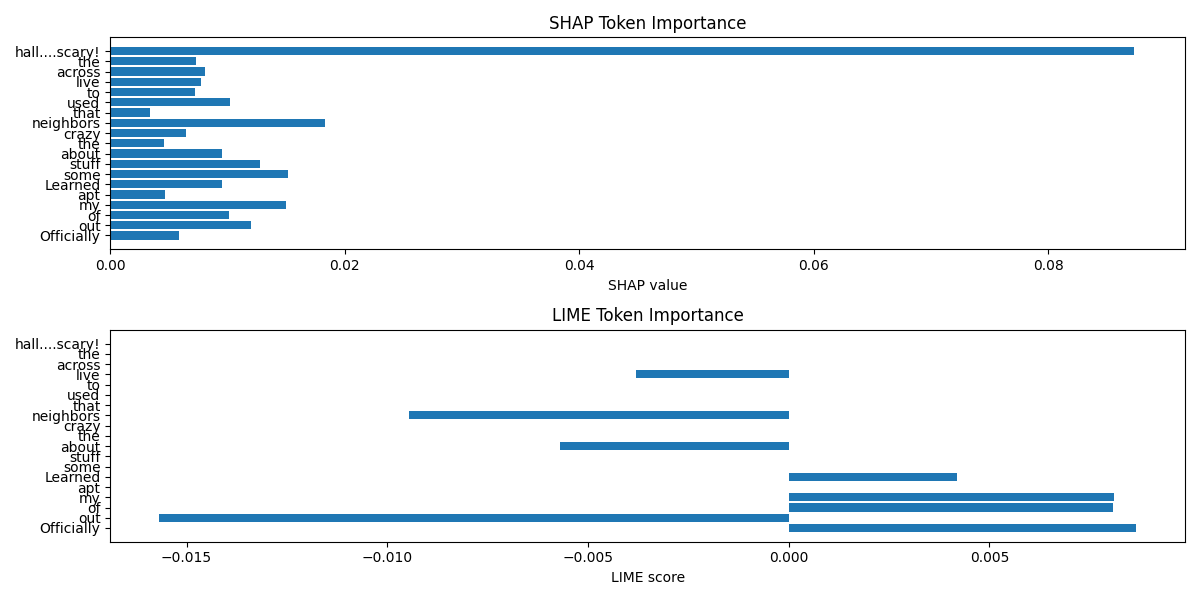 SHAP Token Importance
hall....scary!
the
across
live
to
used
that
neighbors
crazy
the
about
stuff
some
Learned
apt
my
of
out
Officially
0.00 0.02 0.04 0.06 0.08
SHAP value
LIME Token Importance
hall....scary!
the
across
live
to
used
that
neighbors
crazy
the
about
stuff
some
Learned
apt
my
of
out
Officially
−0.015 −0.010 −0.005 0.000 0.005
LIME score